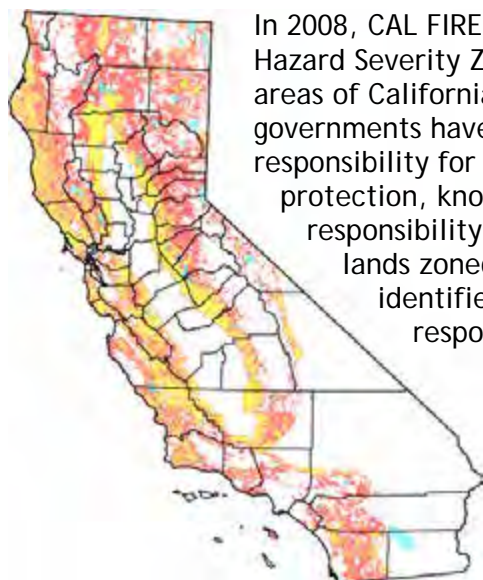 In 2008, CAL FIRE
Hazard Severity Z
areas of California
governments have
responsibility for
protection, kno
responsibility
lands zoned
identifie
respo